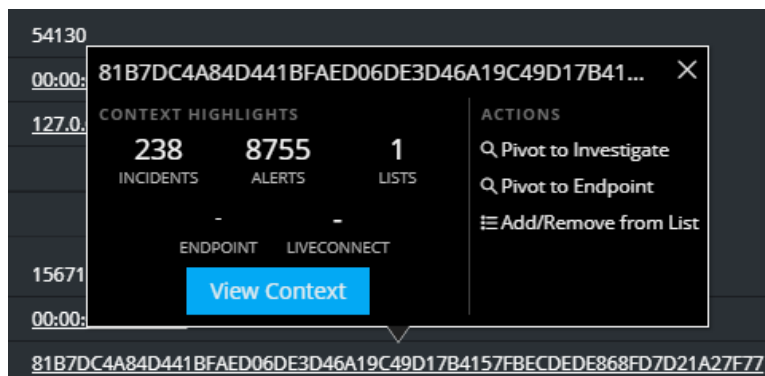 54130
00:00:
127.0.
81B7DC4A84D441BFAED06DE3D46A19C49D17B41...
CONTEXT HIGHLIGHTS
238 8755 1
INCIDENTS ALERTS LISTS
- -
ENDPOINT LIVECONNECT
View Context
ACTIONS
Pivot to Investigate
Pivot to Endpoint
Add/Remove from List
15671
00:00:
81B7DC4A84D441BFAED06DE3D46A19C49D17B4157FBECDEDE868FD7D21A27F77